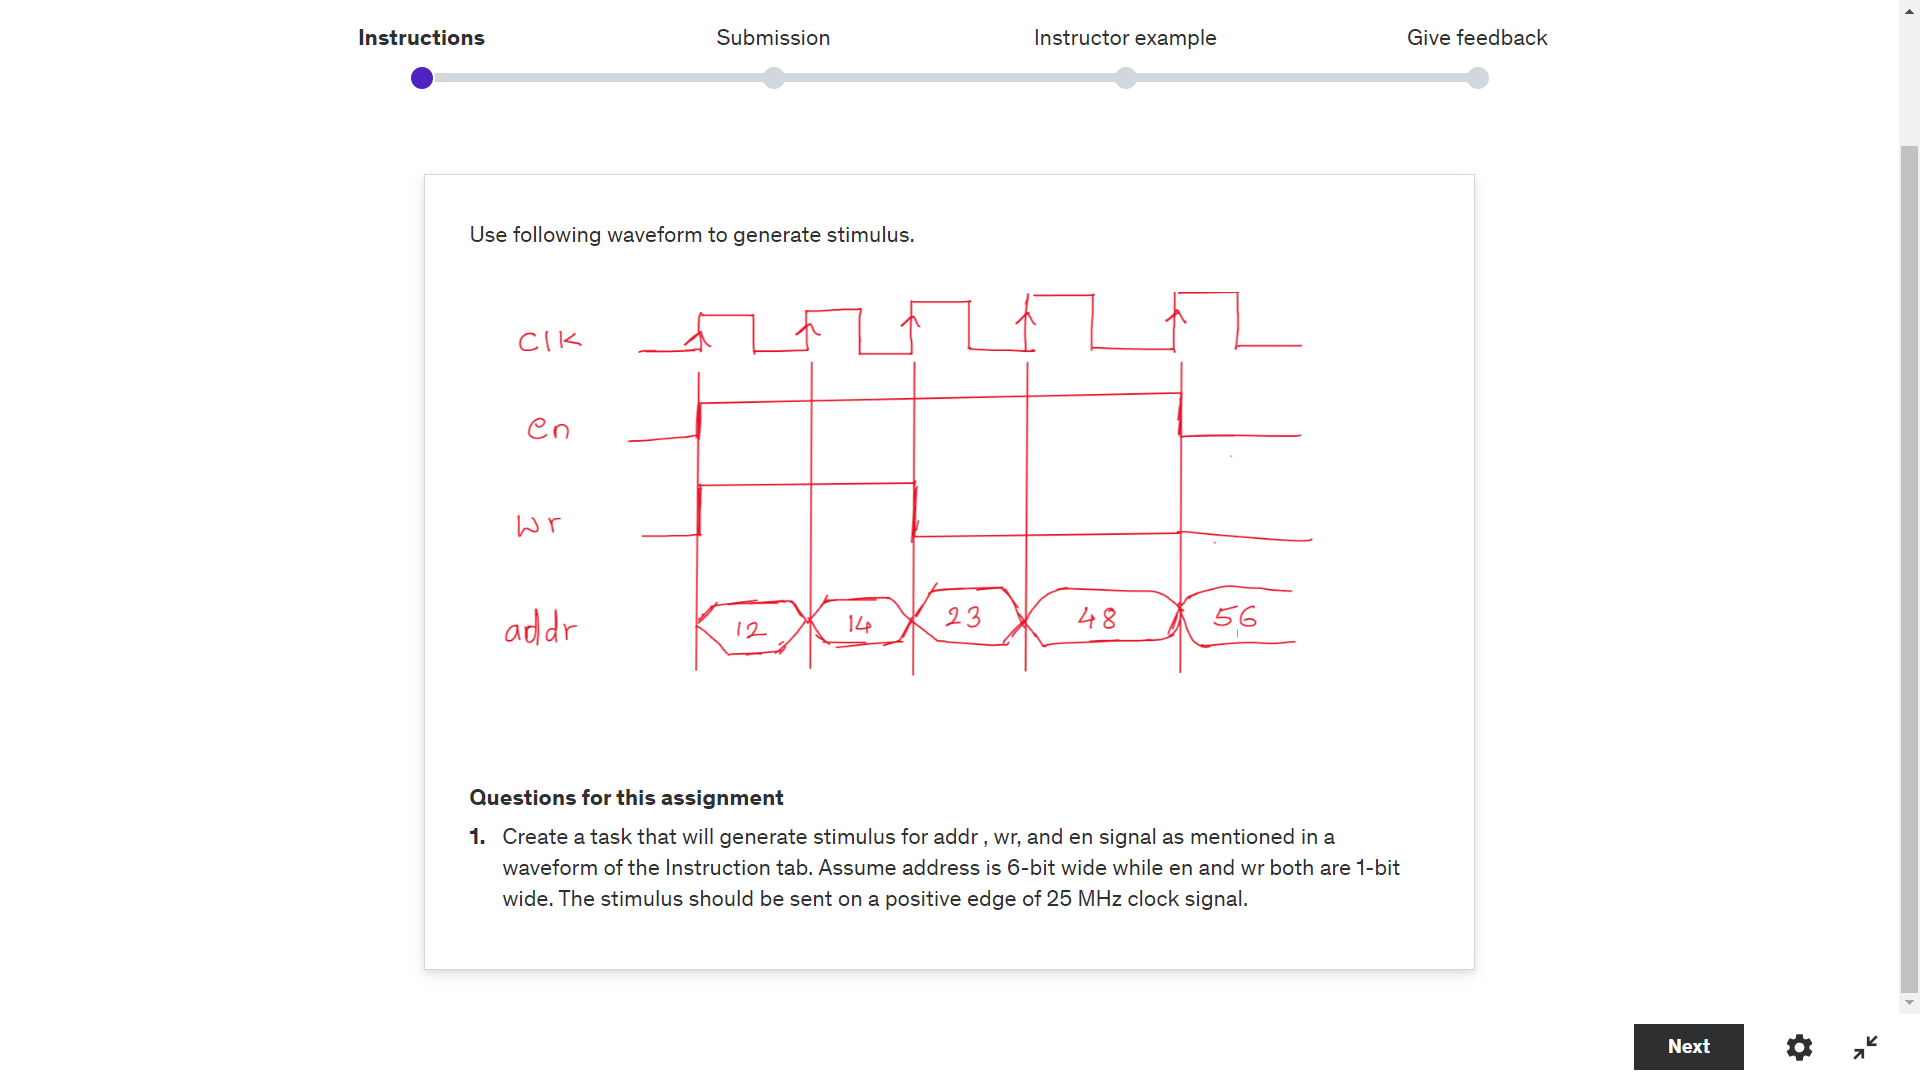 Instructions Submission Instructor example Give feedback
Use following waveform to generate stimulus.
clk
en
wr
addr 12 14 23 48 56
Questions for this assignment
1. Create a task that will generate stimulus for addr , wr, and en signal as mentioned in a
waveform of the Instruction tab. Assume address is 6-bit wide while en and wr both are 1-bit
wide. The stimulus should be sent on a positive edge of 25 MHz clock signal.
Next